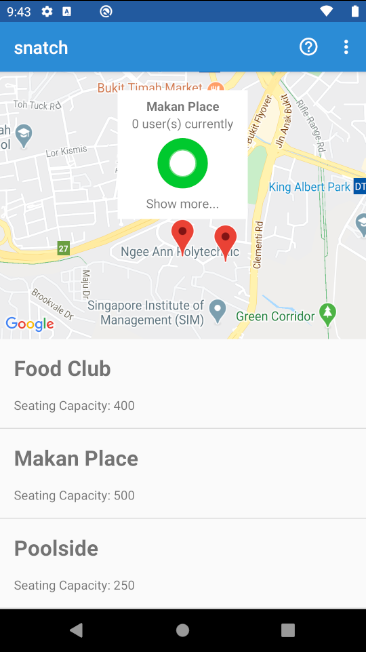 9:43
A
snatch
Bukit Timah Market
Toh Tuck Rd
Makan Place
0 user(s) currently
Show more...
Lor Kismis
Bukit Flyover
Jln Anak Bukit
Rifle Range Rd
King Albert Park DT
27
Ngee Ann Polytechnic
Clementi Rd
Maju Dr
Brookvale Dr
Singapore Institute of
Management (SIM)
Green Corridor
Google
Food Club
Seating Capacity: 400
Makan Place
Seating Capacity: 500
Poolside
Seating Capacity: 250